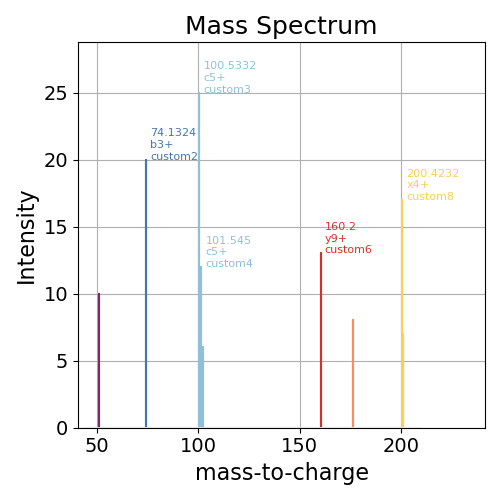 Mass Spectrum
100.5332
c5+
custom3
74.1324
b3+
custom2
200.4232
x4+
custom8
160.2
y9+
custom6
101.545
c5+
custom4
Intensity
25
20
15
10
5
0
50
100
150
200
mass-to-charge